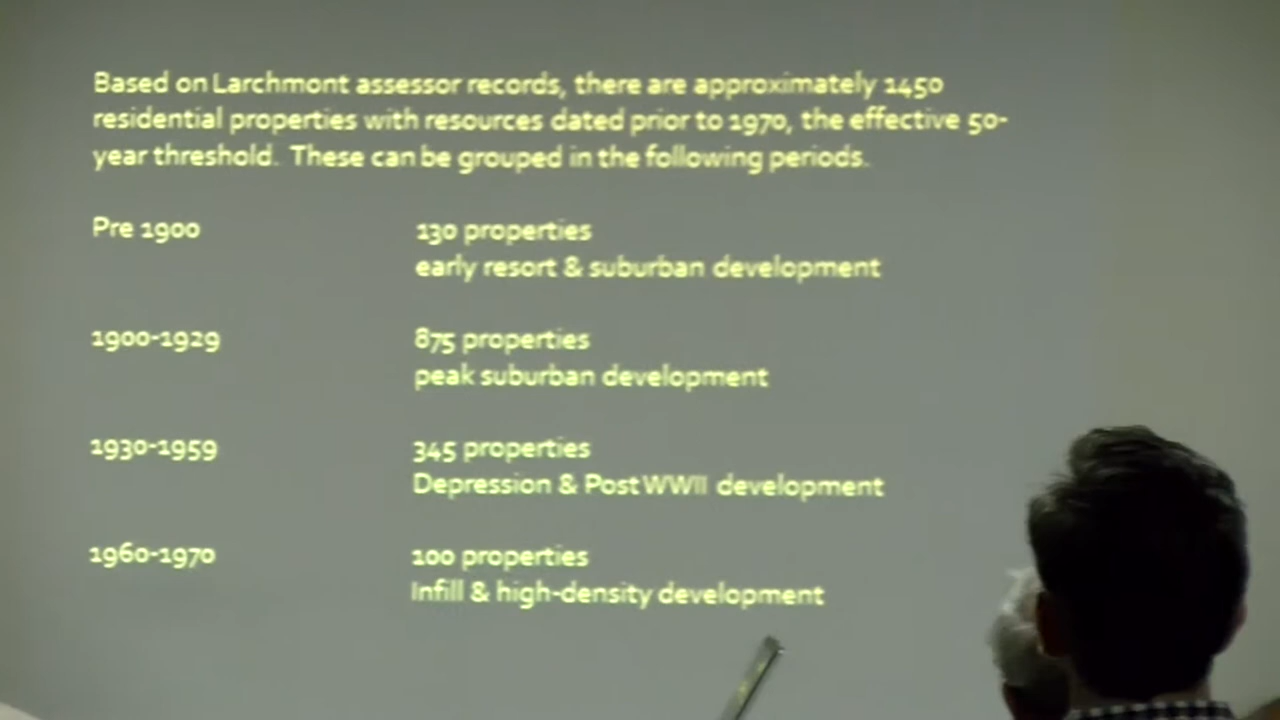 Based on Larchmont assessor records, there are approximately 1450
residential properties with resources dated prior to 1970, the effective 50-
year threshold. These can be grouped in the following periods.
Pre 1900 130 properties
early resort & suburban development
1900-1929 875 properties
peak suburban development
1930-1959 345 properties
Depression & Post WWII development
1960-1970 100 properties
Infill & high-density development